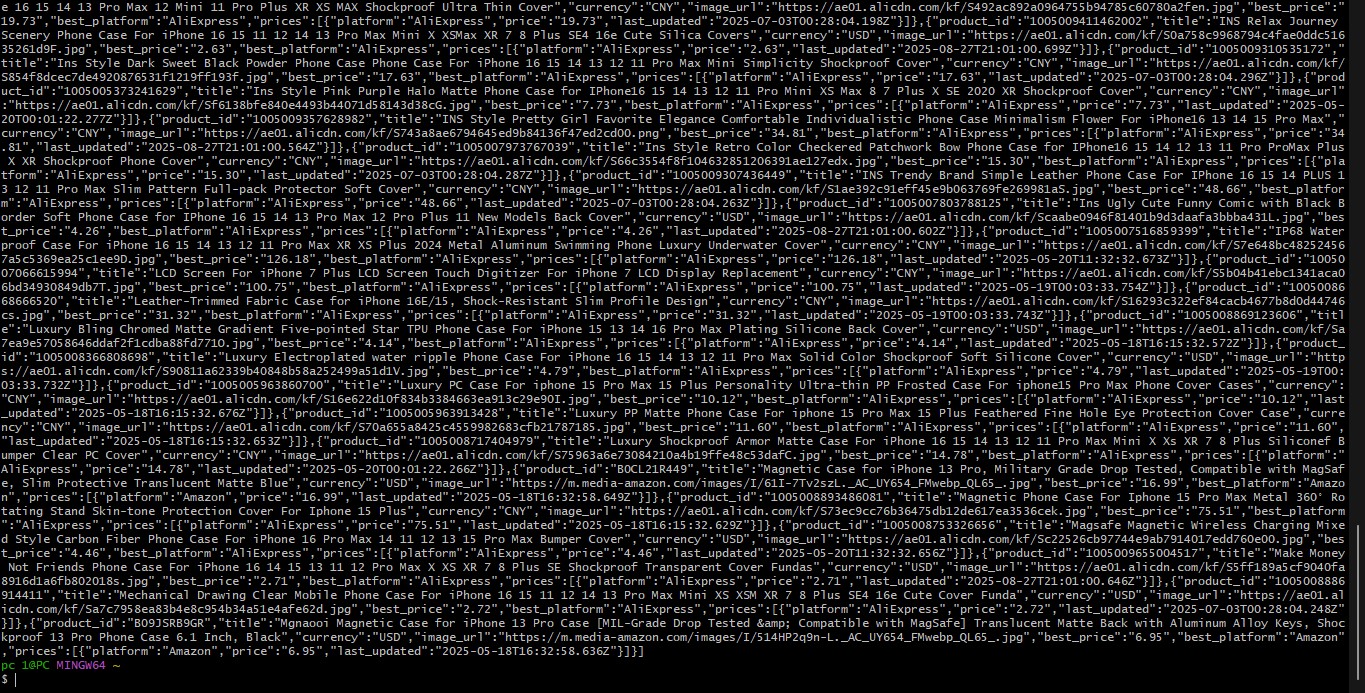 e 16 15 14 13 Pro Max 12 Mini 11 Pro Plus XR XS MAX Shockproof Ultra Thin Cover","currency":"CNY","image_url":"https://ae01.alicdn.com/kf/S492ac892a0964755b94785c60780a2fen.jpg","best_price":"
19.73","best_platform":"AliExpress","prices":[{"platform":"AliExpress","price":"19.73","last_updated":"2025-07-03T00:28:04.198Z"}]},{"product_id":"1005009411462002","title":"INS Relax Journey
Scenery Phone Case For iPhone 16 15 11 12 14 13 Pro Max Mini X XSMax XR 7 8 Plus SE4 16e Cute Silica Covers","currency":"USD","image_url":"https://ae01.alicdn.com/kf/S0a758c9968794c4fae0ddc516
35261d9F.jpg","best_price":"2.63","best_platform":"AliExpress","prices":[{"platform":"AliExpress","price":"2.63","last_updated":"2025-08-27T21:01:00.699Z"}]},{"product_id":"1005009310535172","
title":"Ins Style Dark Sweet Black Powder Phone Case Phone Case For iPhone 16 15 14 13 12 11 Pro Max Mini Simplicity Shockproof Cover","currency":"CNY","image_url":"https://ae01.alicdn.com/kf/
S854f8dcec7de4920876531f1219ff193f.jpg","best_price":"17.63","best_platform":"AliExpress","prices":[{"platform":"AliExpress","price":"17.63","last_updated":"2025-07-03T00:28:04.296Z"}]},{"prod
uct_id":"1005005373241629","title":"Ins Style Pink Purple Halo Matte Phone Case for IPhone16 15 14 13 12 11 Pro Mini XS Max 8 7 Plus X SE 2020 XR Shockproof Cover","currency":"CNY","image_url"
:"https://ae01.alicdn.com/kf/Sf6138bfe840e4493b44071d58143d38cG.jpg","best_price":"7.73","best_platform":"AliExpress","prices":[{"platform":"AliExpress","price":"7.73","last_updated":"2025-05-
20T00:01:22.277Z"}]},{"product_id":"1005009357628982","title":"INS Style Pretty Girl Favorite Elegance Comfortable Individualistic Phone Case Minimalism Flower For iPhone16 13 14 15 Pro Max","
currency":"CNY","image_url":"https://ae01.alicdn.com/kf/S743a8ae6794645ed9b84136f47ed2cd0O.png","best_price":"34.81","best_platform":"AliExpress","prices":[{"platform":"AliExpress","price":"34
.81","last_updated":"2025-08-27T21:01:00.564Z"}]},{"product_id":"1005007973767039","title":"Ins Style Retro Color Checkered Patchwork Bow Phone Case for IPhone16 15 14 13 12 11 Pro ProMax Plus
X XR Shockproof Phone Cover","currency":"CNY","image_url":"https://ae01.alicdn.com/kf/S66c3554f8f104632851206391ae127edx.jpg","best_price":"15.30","best_platform":"AliExpress","prices":[{"pla
tform":"AliExpress","price":"15.30","last_updated":"2025-07-03T00:28:04.287Z"}]},{"product_id":"1005009307436449","title":"INS Trendy Brand Simple Leather Phone Case For IPhone 16 15 14 PLUS 1
3 12 11 Pro Max Slim Pattern Full-pack Protector Soft Cover","currency":"CNY","image_url":"https://ae01.alicdn.com/kf/S1ae392c91eff45e9b063769fe269981aS.jpg","best_price":"48.66","best_platfor
m":"AliExpress","prices":[{"platform":"AliExpress","price":"48.66","last_updated":"2025-07-03T00:28:04.263Z"}]},{"product_id":"1005007803788125","title":"Ins Ugly Cute Funny Comic with Black B
order Soft Phone Case for IPhone 16 15 14 13 Pro Max 12 Pro Plus 11 New Models Back Cover","currency":"USD","image_url":"https://ae01.alicdn.com/kf/Scaabe0946f81401b9d3daafa3bbba431L.jpg","bes
t_price":"4.26","best_platform":"AliExpress","prices":[{"platform":"AliExpress","price":"4.26","last_updated":"2025-08-27T21:01:00.602Z"}]},{"product_id":"1005007516859399","title":"IP68 Water
proof Case For iPhone 16 15 14 13 12 11 Pro Max XR XS Plus 2024 Metal Aluminum Swimming Phone Luxury Underwater Cover","currency":"CNY","image_url":"https://ae01.alicdn.com/kf/S7e648bc48252456
7a5c5369ea25c1ee9D.jpg","best_price":"126.18","best_platform":"AliExpress","prices":[{"platform":"AliExpress","price":"126.18","last_updated":"2025-05-20T11:32:32.673Z"}]},{"product_id":"10050
07066615994","title":"LCD Screen For iPhone 7 Plus LCD Screen Touch Digitizer For iPhone 7 LCD Display Replacement","currency":"CNY","image_url":"https://ae01.alicdn.com/kf/S5b04b41ebc1341aca0
6bd34930849db7T.jpg","best_price":"100.75","best_platform":"AliExpress","prices":[{"platform":"AliExpress","price":"100.75","last_updated":"2025-05-19T00:03:33.754Z"}]},{"product_id":"10050086
68666520","title":"Leather-Trimmed Fabric Case for iPhone 16E/15, Shock-Resistant Slim Profile Design","currency":"CNY","image_url":"https://ae01.alicdn.com/kf/S16293c322ef84cacb4677b8d0d44746
cs.jpg","best_price":"31.32","best_platform":"AliExpress","prices":[{"platform":"AliExpress","price":"31.32","last_updated":"2025-05-19T00:03:33.743Z"}]},{"product_id":"1005008869123606","titl
e":"Luxury Bling Chromed Matte Gradient Five-pointed Star TPU Phone Case For iPhone 15 13 14 16 Pro Max Plating Silicone Back Cover","currency":"USD","image_url":"https://ae01.alicdn.com/kf/Sa
7ea9e57058646ddaf2f1cdba88fd771O.jpg","best_price":"4.14","best_platform":"AliExpress","prices":[{"platform":"AliExpress","price":"4.14","last_updated":"2025-05-18T16:15:32.572Z"}]},{"product_
id":"1005008366808698","title":"Luxury Electroplated water ripple Phone Case For iPhone 16 15 14 13 12 11 Pro Max Solid Color Shockproof Soft Silicone Cover","currency":"USD","image_url":"http
s://ae01.alicdn.com/kf/S90811a62339b40848b58a252499a51d1V.jpg","best_price":"4.79","best_platform":"AliExpress","prices":[{"platform":"AliExpress","price":"4.79","last_updated":"2025-05-19T00:
03:33.732Z"}]},{"product_id":"1005005963860700","title":"Luxury PC Case For iphone 15 Pro Max 15 Plus Personality Ultra-thin PP Frosted Case For iphone15 Pro Max Phone Cover Cases","currency":
"CNY","image_url":"https://ae01.alicdn.com/kf/S16e622d10f834b3384663ea913c29e90I.jpg","best_price":"10.12","best_platform":"AliExpress","prices":[{"platform":"AliExpress","price":"10.12","last
_updated":"2025-05-18T16:15:32.676Z"}]},{"product_id":"1005005963913428","title":"Luxury PP Matte Phone Case For iphone 15 Pro Max 15 Plus Feathered Fine Hole Eye Protection Cover Case","curre
ncy":"CNY","image_url":"https://ae01.alicdn.com/kf/S70a655a8425c4559982683cfb21787185.jpg","best_price":"11.60","best_platform":"AliExpress","prices":[{"platform":"AliExpress","price":"11.60",
"last_updated":"2025-05-18T16:15:32.653Z"}]},{"product_id":"1005008717404979","title":"Luxury Shockproof Armor Matte Case For iPhone 16 15 14 13 12 11 Pro Max Mini X Xs XR 7 8 Plus Siliconef B
umper Clear PC Cover","currency":"CNY","image_url":"https://ae01.alicdn.com/kf/S75963a6e73084210a4b19ffe48c53dafC.jpg","best_price":"14.78","best_platform":"AliExpress","prices":[{"platform":"
AliExpress","price":"14.78","last_updated":"2025-05-20T00:01:22.266Z"}]},{"product_id":"B0CL21R449","title":"Magnetic Case for iPhone 13 Pro, Military Grade Drop Tested, Compatible with MagSaf
e, Slim Protective Translucent Matte Blue","currency":"USD","image_url":"https://m.media-amazon.com/images/I/61I-7Tv2szL._AC_UY654_FMwebp_QL65_.jpg","best_price":"16.99","best_platform":"Amazo
n","prices":[{"platform":"Amazon","price":"16.99","last_updated":"2025-05-18T16:32:58.649Z"}]},{"product_id":"1005008893486081","title":"Magnetic Phone Case For iPhone 15 Pro Max Metal 360° Ro
tating Stand Skin-tone Protection Cover For Iphone 15 Plus","currency":"CNY","image_url":"https://ae01.alicdn.com/kf/S73ec9cc76b36475db12de617ea3536cek.jpg","best_price":"75.51","best_platform
":"AliExpress","prices":[{"platform":"AliExpress","price":"75.51","last_updated":"2025-05-18T16:15:32.629Z"}]},{"product_id":"1005008753326656","title":"Magsafe Magnetic Wireless Charging Mixe
d Style Carbon Fiber Phone Case For iPhone 16 Pro Max 14 11 12 13 15 Pro Max Bumper Cover","currency":"USD","image_url":"https://ae01.alicdn.com/kf/Sc22526cb97744e9ab7914017edd760e0O.jpg","bes
t_price":"4.46","best_platform":"AliExpress","prices":[{"platform":"AliExpress","price":"4.46","last_updated":"2025-05-20T11:32:32.656Z"}]},{"product_id":"1005009655004517","title":"Make Money
Not Friends Phone Case For iPhone 16 14 15 13 11 12 Pro Max X XS XR 7 8 Plus SE Shockproof Transparent Cover Fundas","currency":"USD","image_url":"https://ae01.alicdn.com/kf/S5ff189a5cf9040fa
8916d1a6fb802018s.jpg","best_price":"2.71","best_platform":"AliExpress","prices":[{"platform":"AliExpress","price":"2.71","last_updated":"2025-08-27T21:01:00.646Z"}]},{"product_id":"1005008886
914411","title":"Mechanical Drawing Clear Mobile Phone Case For iPhone 16 15 11 12 14 13 Pro Max Mini XS XSM XR 7 8 Plus SE4 16e Cute Cover Funda","currency":"USD","image_url":"https://ae01.al
icdn.com/kf/Sa7c7958ea83b4e8c954b34a51e4afe62d.jpg","best_price":"2.72","best_platform":"AliExpress","prices":[{"platform":"AliExpress","price":"2.72","last_updated":"2025-07-03T00:28:04.248Z"
}]},{"product_id":"B09JSRB9GR","title":"Mgnaooi Magnetic Case for iPhone 13 Pro Case [MIL-Grade Drop Tested &amp; Compatible with MagSafe] Translucent Matte Back with Aluminum Alloy Keys, Shoc
kproof 13 Pro Phone Case 6.1 Inch, Black","currency":"USD","image_url":"https://m.media-amazon.com/images/I/514HP2q9n-L._AC_UY654_FMwebp_QL65_.jpg","best_price":"6.95","best_platform":"Amazon"
,"prices":[{"platform":"Amazon","price":"6.95","last_updated":"2025-05-18T16:32:58.636Z"}]}]
pc 1@PC MINGW64 ~
$